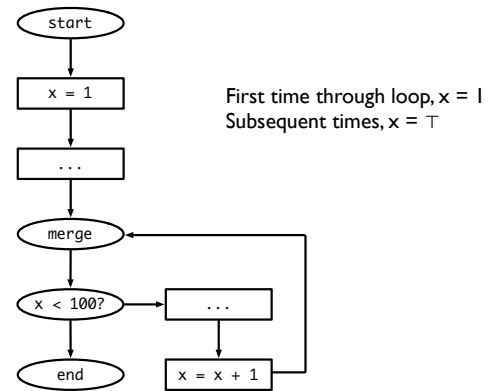 start
x = 1
First time through loop, x = 1
Subsequent times, x = ⊤
...
merge
x < 100?
...
end
x = x + 1